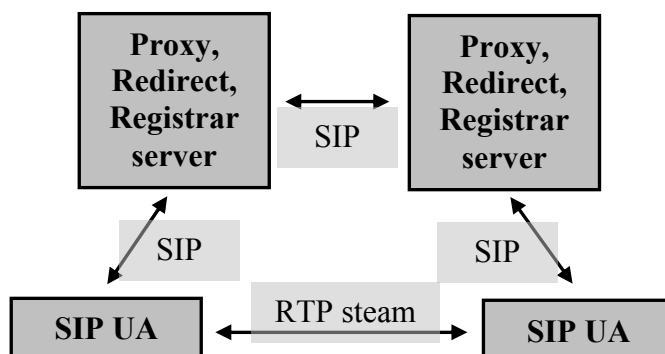 Proxy,
Redirect,
Registrar
server
Proxy,
Redirect,
Registrar
server
SIP
SIP
SIP
RTP steam
SIP UA
SIP UA